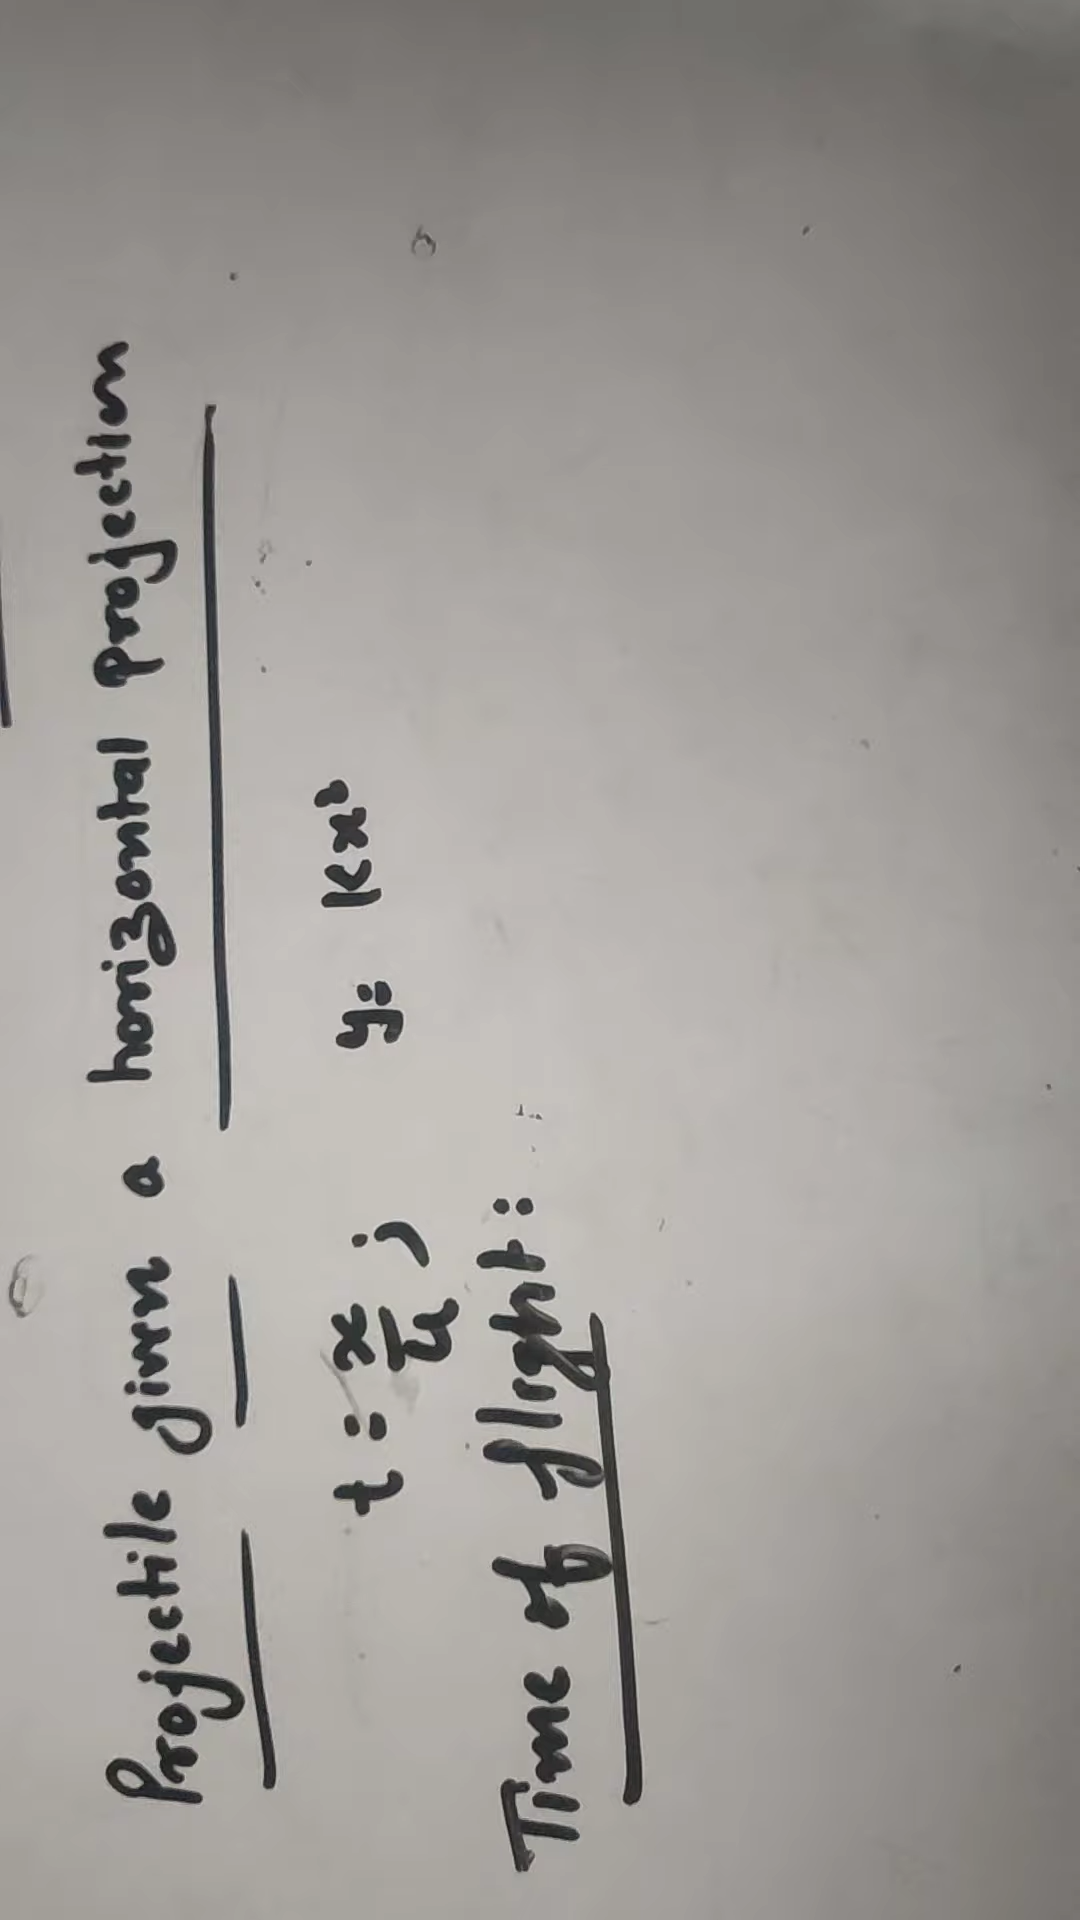 Projectile given a horizontal projection
t = x/u ; y = kx²
Time of flight: